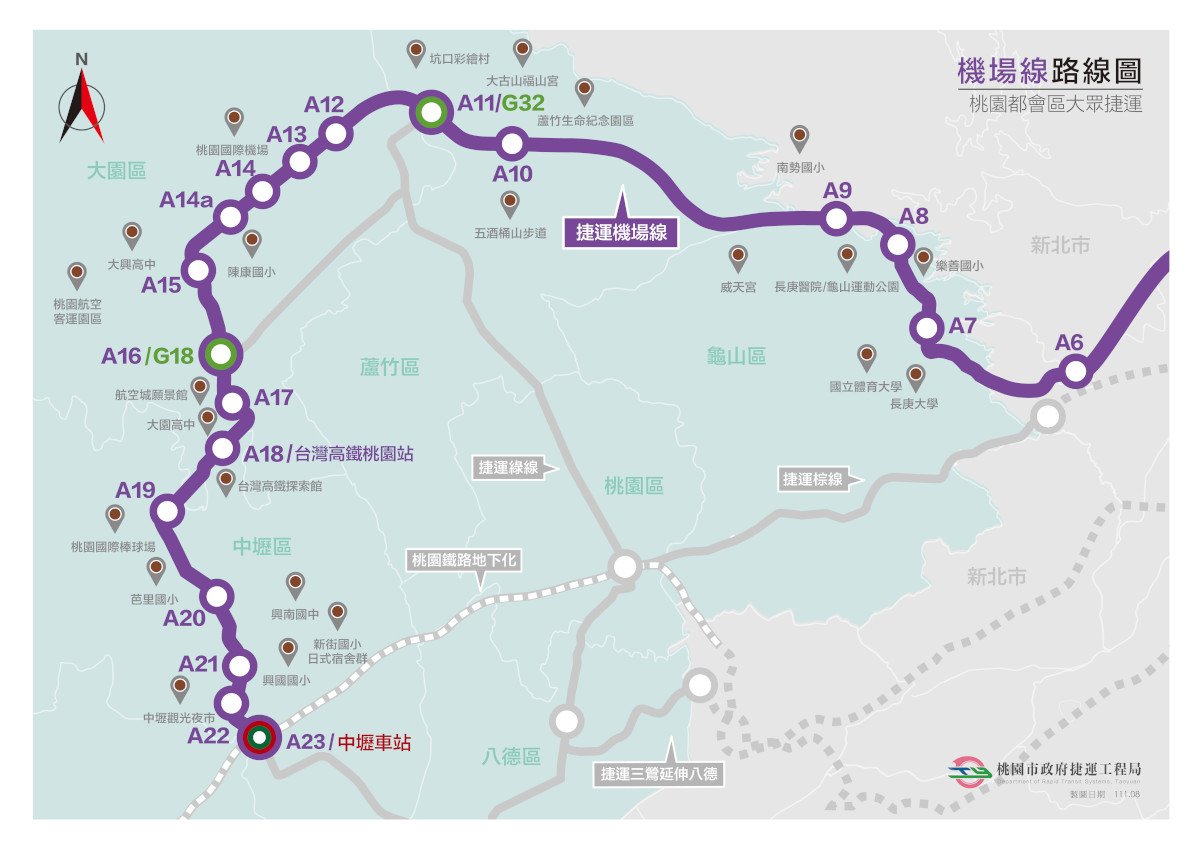 N
機場線路線圖
桃園都會區大眾捷運
坑口彩繪村
大古山福山宮
A12
A11/G32
蘆竹生命紀念園區
A13
桃園國際機場
A14
大園區
A10
南勢國小
A14a
A9
A8
五酒桶山步道
捷運機場線
新北市
大興高中
陳康國小
樂善國小
A15
威天宮
長庚醫院/龜山運動公園
桃園航空
客運園區
A7
A6
A16/G18
蘆竹區
龜山區
航空城願景館
A17
國立體育大學
長庚大學
大園高中
A18/台灣高鐵桃園站
捷運綠線
捷運棕線
台灣高鐵探索館
桃園區
A19
桃園國際棒球場
中壢區
桃園鐵路地下化
新北市
芭里國小
A20
興南國中
新街國小
日式宿舍群
A21
興國國小
中壢觀光夜市
A22
A23/中壢車站
八德區
捷運三鶯延伸八德
桃園市政府捷運工程局
Department of Rapid Transit Systems, Taoyuan
製圖日期 111.08